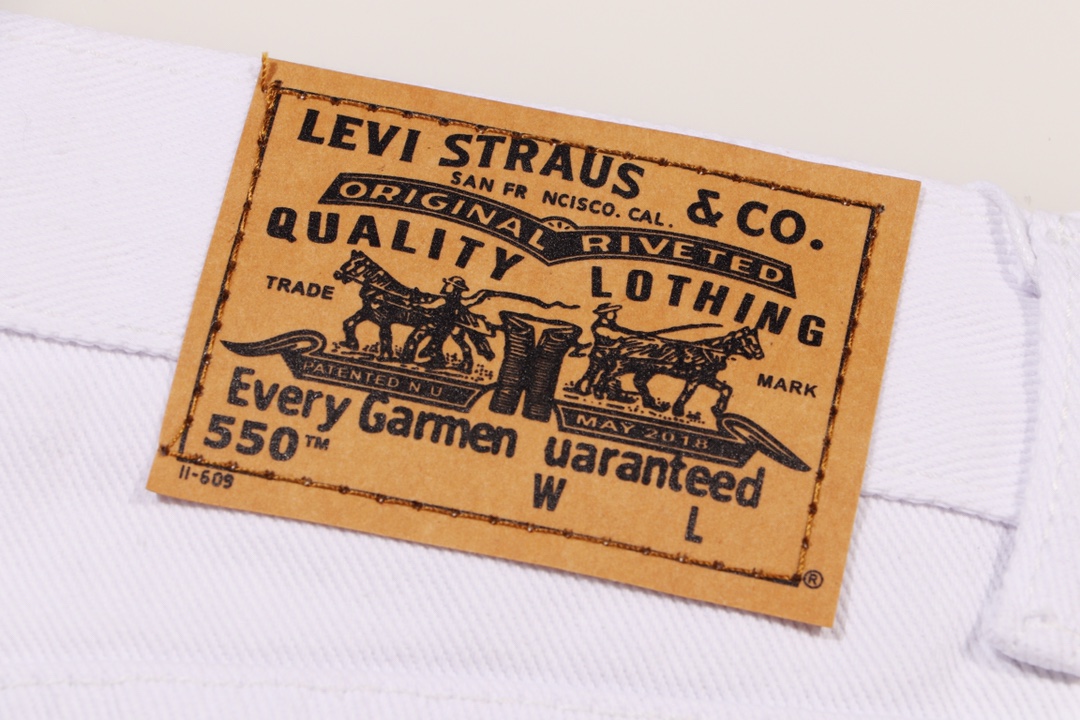 LEVI STRAUS & CO.
SAN FR NCISCO. CAL.
ORIGINAL RIVETED
QUALITY LOTHING
TRADE MARK
PATENTED N U
MAY 2018
Every Garmen uaranteed
550™
W
L
11-609
®